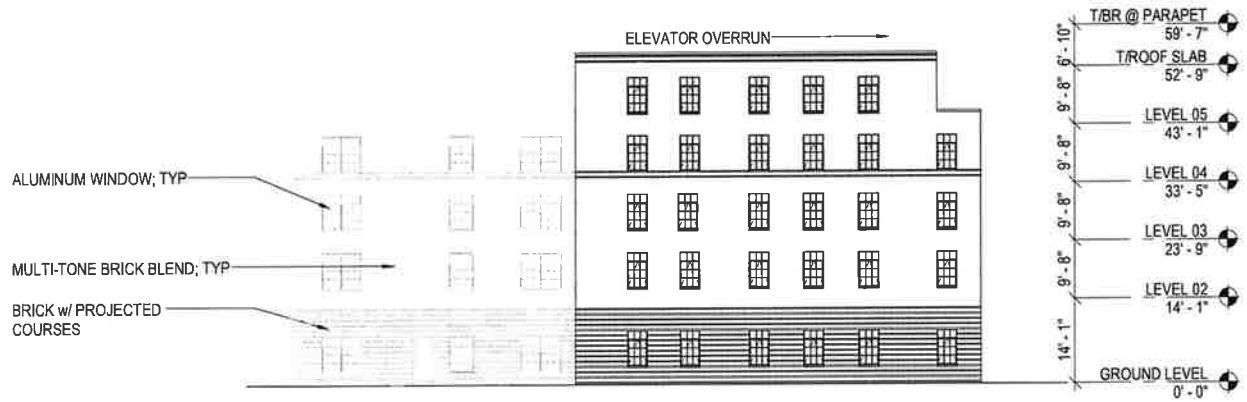 T/BR @ PARAPET
59' - 7"
6' - 10"
ELEVATOR OVERRUN
T/ROOF SLAB
52' - 9"
9' - 8"
LEVEL 05
43' - 1"
9' - 8"
ALUMINUM WINDOW; TYP
LEVEL 04
33' - 5"
9' - 8"
LEVEL 03
23' - 9"
9' - 8"
MULTI-TONE BRICK BLEND; TYP
LEVEL 02
14' - 1"
BRICK w/ PROJECTED
COURSES
14' - 1"
GROUND LEVEL
0' - 0"